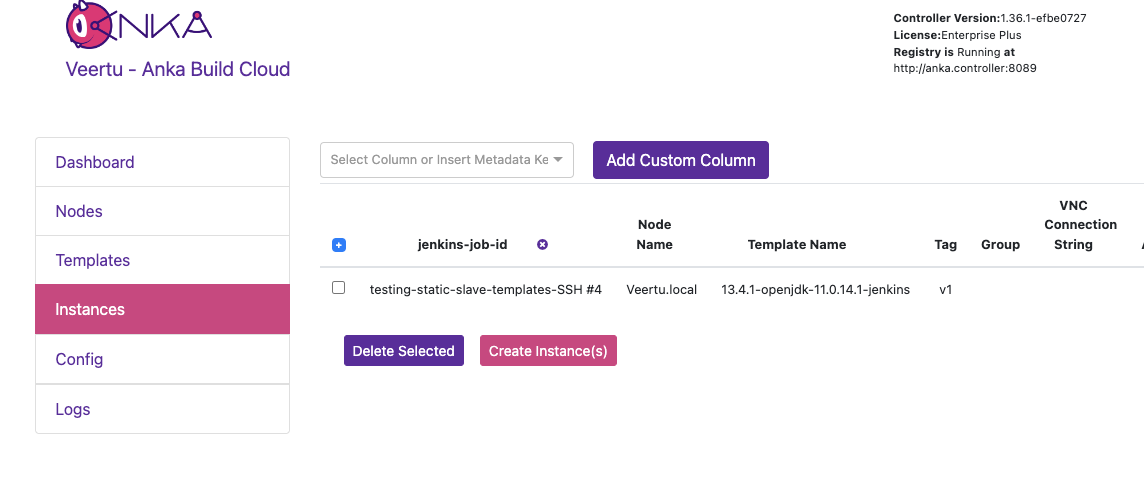 ANKA
Veertu - Anka Build Cloud
Controller Version:1.36.1-efbe0727
License:Enterprise Plus
Registry is Running at
http://anka.controller:8089
Dashboard
Nodes
Templates
Instances
Config
Logs
Select Column or Insert Metadata Ke
Add Custom Column
jenkins-job-id
Node
Name
Template Name
Tag
Group
VNC
Connection
String
testing-static-slave-templates-SSH #4
Veertu.local
13.4.1-openjdk-11.0.14.1-jenkins
v1
Delete Selected
Create Instance(s)